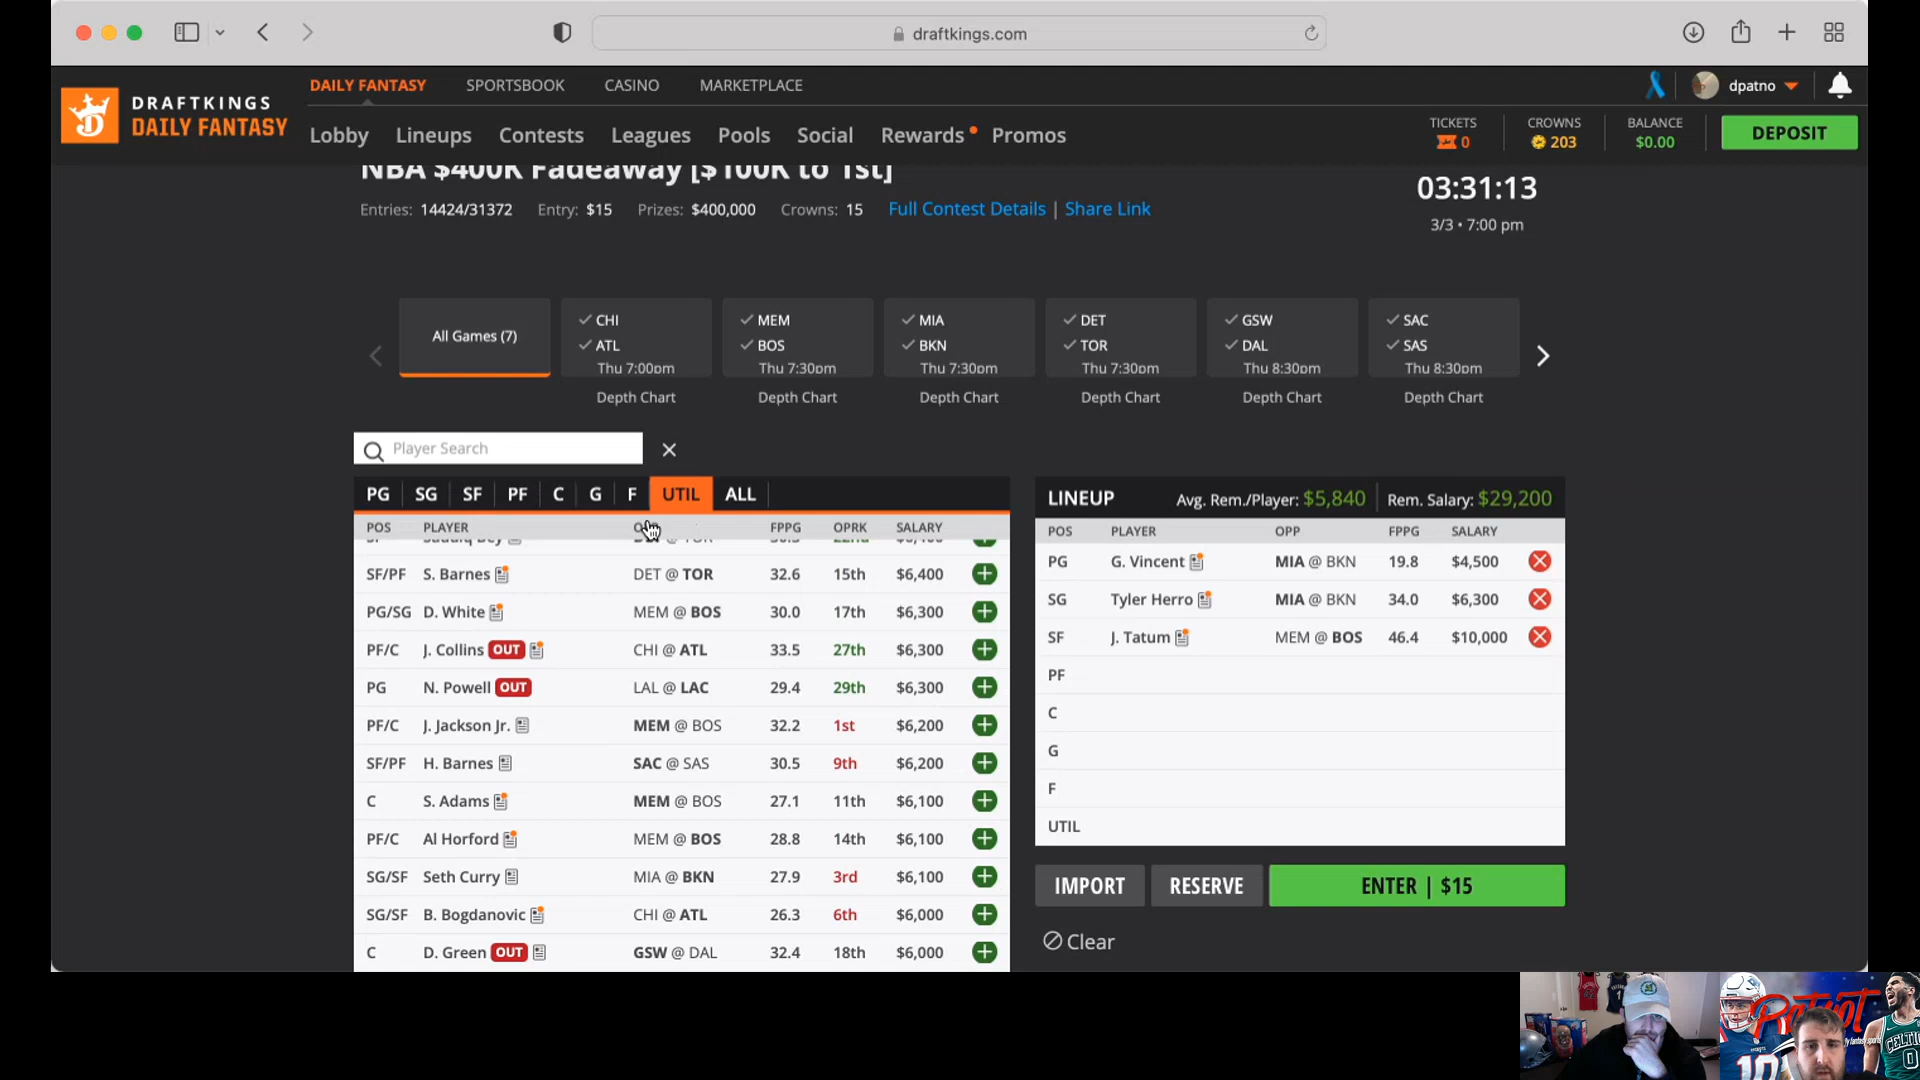 draftkings.com
DAILY FANTASY SPORTSBOOK CASINO MARKETPLACE dpatno
DRAFTKINGS
DAILY FANTASY
Lobby Lineups Contests Leagues Pools Social Rewards Promos
TICKETS 0 CROWNS 203 BALANCE $0.00 DEPOSIT
NBA $400K Fadeaway [$100K to 1st]
Entries: 14424/31372 Entry: $15 Prizes: $400,000 Crowns: 15 Full Contest Details | Share Link
03:31:13
3/3 • 7:00 pm
All Games (7)
CHI ATL Thu 7:00pm Depth Chart
MEM BOS Thu 7:30pm Depth Chart
MIA BKN Thu 7:30pm Depth Chart
DET TOR Thu 7:30pm Depth Chart
GSW DAL Thu 8:30pm Depth Chart
SAC SAS Thu 8:30pm Depth Chart
Player Search
PG SG SF PF C G F UTIL ALL
POS PLAYER FPPG OPRK SALARY
SF/PF S. Barnes DET @ TOR 32.6 15th $6,400
PG/SG D. White MEM @ BOS 30.0 17th $6,300
PF/C J. Collins OUT CHI @ ATL 33.5 27th $6,300
PG N. Powell OUT LAL @ LAC 29.4 29th $6,300
PF/C J. Jackson Jr. MEM @ BOS 32.2 1st $6,200
SF/PF H. Barnes SAC @ SAS 30.5 9th $6,200
C S. Adams MEM @ BOS 27.1 11th $6,100
PF/C Al Horford MEM @ BOS 28.8 14th $6,100
SG/SF Seth Curry MIA @ BKN 27.9 3rd $6,100
SG/SF B. Bogdanovic CHI @ ATL 26.3 6th $6,000
C D. Green OUT GSW @ DAL 32.4 18th $6,000
LINEUP Avg. Rem./Player: $5,840 Rem. Salary: $29,200
POS PLAYER OPP FPPG SALARY
PG G. Vincent MIA @ BKN 19.8 $4,500
SG Tyler Herro MIA @ BKN 34.0 $6,300
SF J. Tatum MEM @ BOS 46.4 $10,000
PF
C
G
F
UTIL
IMPORT RESERVE ENTER | $15
Clear